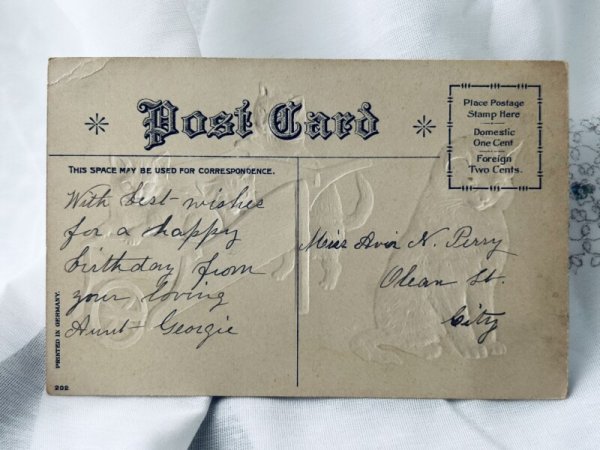 Post Card
Place Postage
Stamp Here
Domestic
One Cent
Foreign
Two Cents.
THIS SPACE MAY BE USED FOR CORRESPONDENCE.
With best wishes
for a happy
birthday from
your loving
Aunt Georgie
Miss N. Perry
Olean St.
City
PRINTED IN GERMANY.